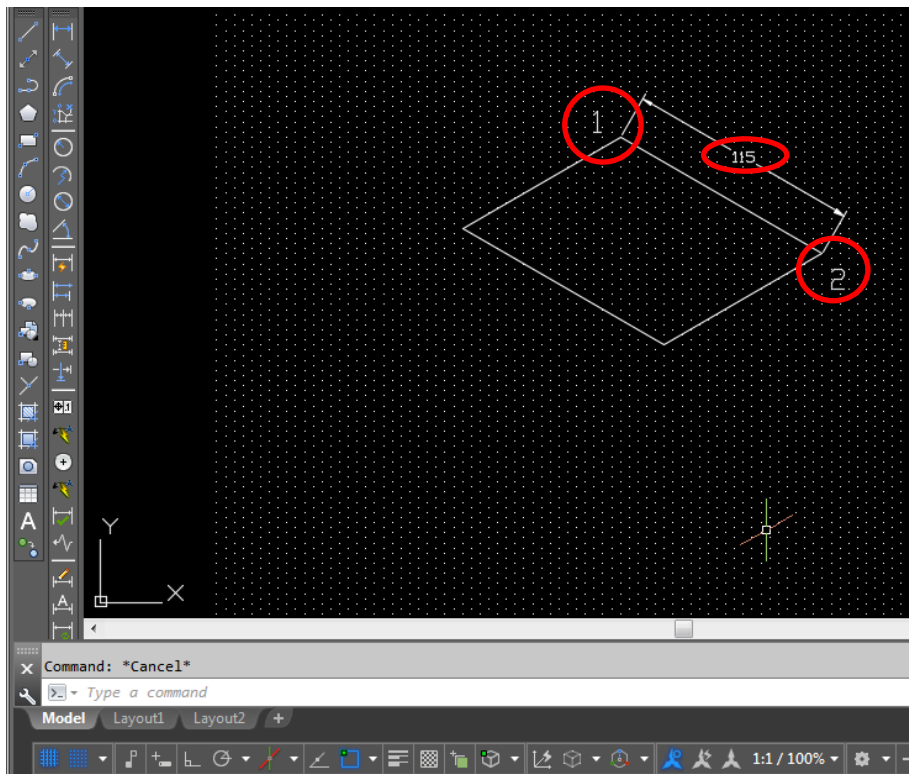 1
115
2
Y
X
Command: *Cancel*
Type a command
Model Layout1 Layout2 +
1:1 / 100%
A